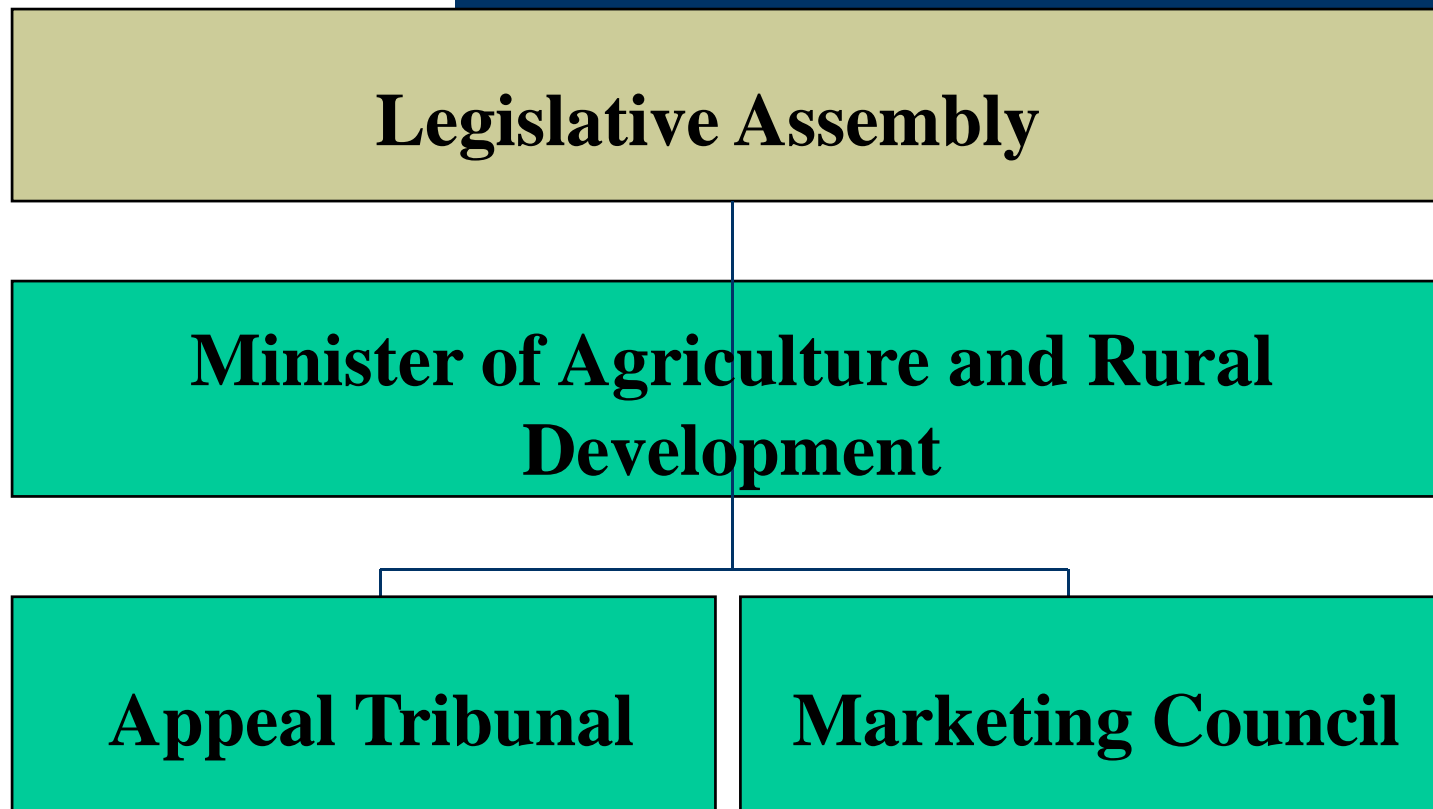 Legislative Assembly
Minister of Agriculture and Rural
Development
Appeal Tribunal
Marketing Council